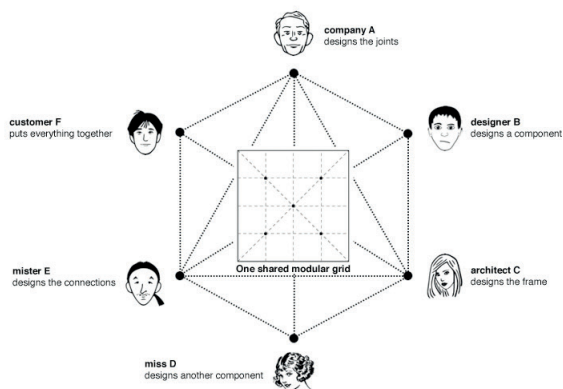 company A
designs the joints
customer F
puts everything together
designer B
designs a component
One shared modular grid
mister E
designs the connections
architect C
designs the frame
miss D
designs another component